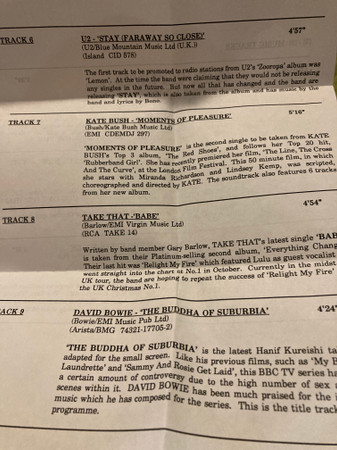 TRACK 6 U2 - 'STAY (FARAWAY SO CLOSE)' 4'57"
(U2/Blue Mountain Music Ltd (U.K.))
(Island CID 578)
The first track to be promoted to radio stations from U2's 'Zooropa' album was
'Lemon'. At the time the band were claiming that they would not be releasing
any singles in the future. But now all that has changed and the band are
releasing 'STAY', which is also taken from the album and has music by the
band and lyrics by Bono.
TRACK 7 KATE BUSH - 'MOMENTS OF PLEASURE' 5'16"
(Bush/Kate Bush Music Ltd)
(EMI CDEMDJ 297)
'MOMENTS OF PLEASURE' is the second single to be taken from KATE
BUSH's Top 3 album, 'The Red Shoes', and follows her Top 20 hit,
'Rubberband Girl'. She has recently premiered her film, 'The Line, The Cross
And The Curve', at the London Film Festival. This 50 minute film, in which
she stars with Miranda Richardson and Lindsey Kemp, was scripted,
choreographed and directed by KATE. The soundtrack also features 6 tracks
from her new album.
TRACK 8 TAKE THAT -'BABE' 4'54"
(Barlow/EMI Virgin Music Ltd)
(RCA TAKE 14)
Written by band member Gary Barlow, TAKE THAT's latest single 'BAB
is taken from their Platinum-selling second album, 'Everything Chang
Their last hit was 'Relight My Fire' which featured Lulu as guest vocalist
went straight into the chart at No.1 in October. Currently in the midst
UK tour, the band are hoping to repeat the success of 'Relight My Fire'
the UK Christmas No.1.
ACK 9 DAVID BOWIE - 'THE BUDDHA OF SUBURBIA' 4'24"
(Bowie/EMI Music Pub Ltd)
(Arista/BMG 74321-17705-2)
'THE BUDDHA OF SUBURBIA' is the latest Hanif Kureishi ta
adapted for the small screen. Like his previous films, such as 'My B
Laundrette' and 'Sammy And Rosie Get Laid', this BBC TV series ha
a certain amount of controversy due to the high number of sex
scenes within it. DAVID BOWIE has been much praised for the
music which he has composed for the series. This is the title track
programme.